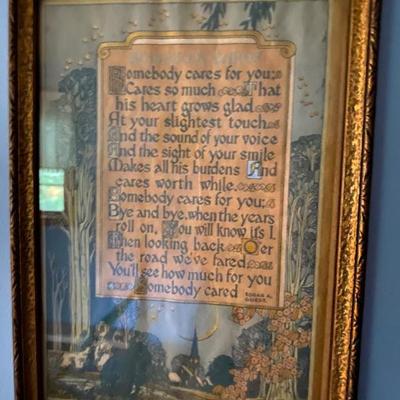 Somebody cares for you;
Cares so much That
his heart grows glad
At your slightest touch
And the sound of your voice
And the sight of your smile
Makes all his burdens And
cares worth while.
Somebody cares for you;
Bye and bye, when the years
roll on, You will know it's I.
Then looking back O'er
the road we've fared
You'll see how much for you
Somebody cared
EDGAR A.
GUEST.